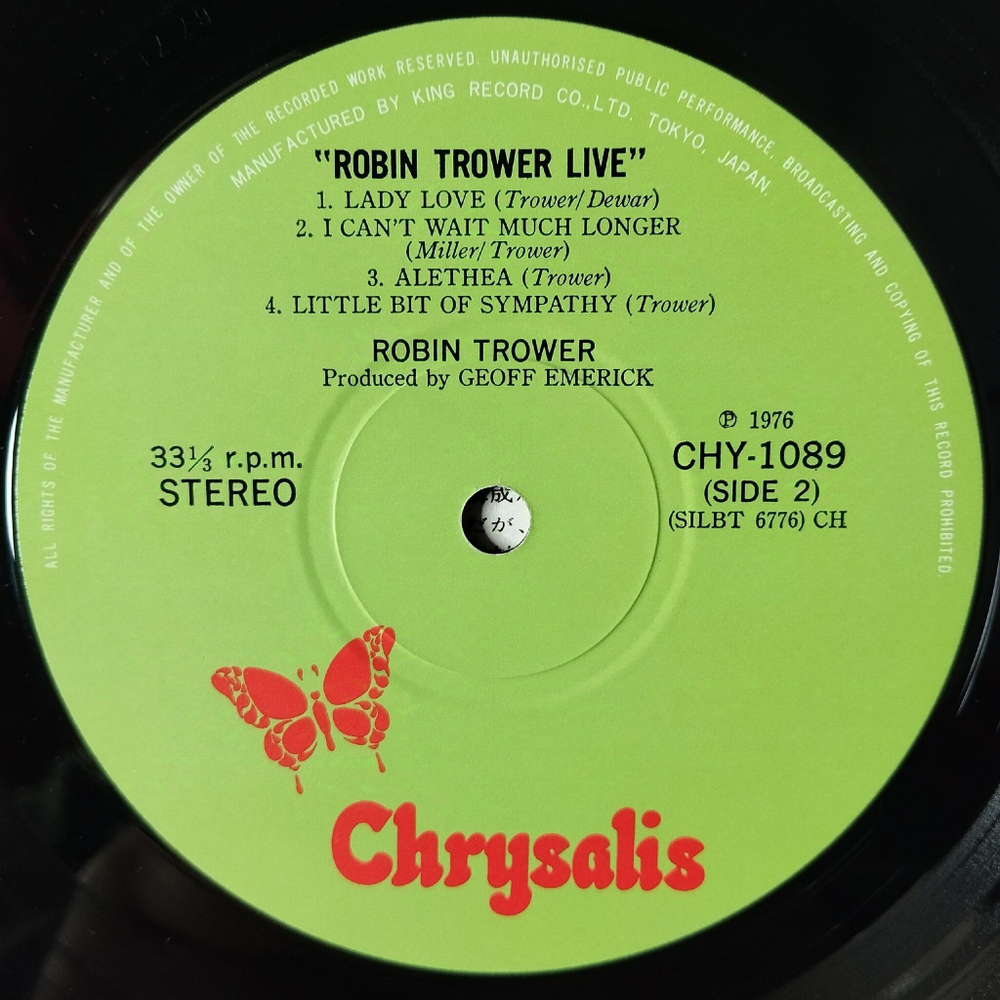 ALL RIGHTS OF THE MANUFACTURER AND OF THE OWNER OF THE RECORDED WORK RESERVED. UNAUTHORISED PUBLIC PERFORMANCE, BROADCASTING AND COPYING OF THIS RECORD PROHIBITED.
MANUFACTURED BY KING RECORD CO.,LTD. TOKYO, JAPAN.
"ROBIN TROWER LIVE"
1. LADY LOVE (Trower/Dewar)
2. I CAN'T WAIT MUCH LONGER
(Miller/Trower)
3. ALETHEA (Trower)
4. LITTLE BIT OF SYMPATHY (Trower)
ROBIN TROWER
Produced by GEOFF EMERICK
33⅓ r.p.m.
STEREO
Ⓟ 1976
CHY-1089
(SIDE 2)
(SILBT 6776) CH
成
が、
Chrysalis